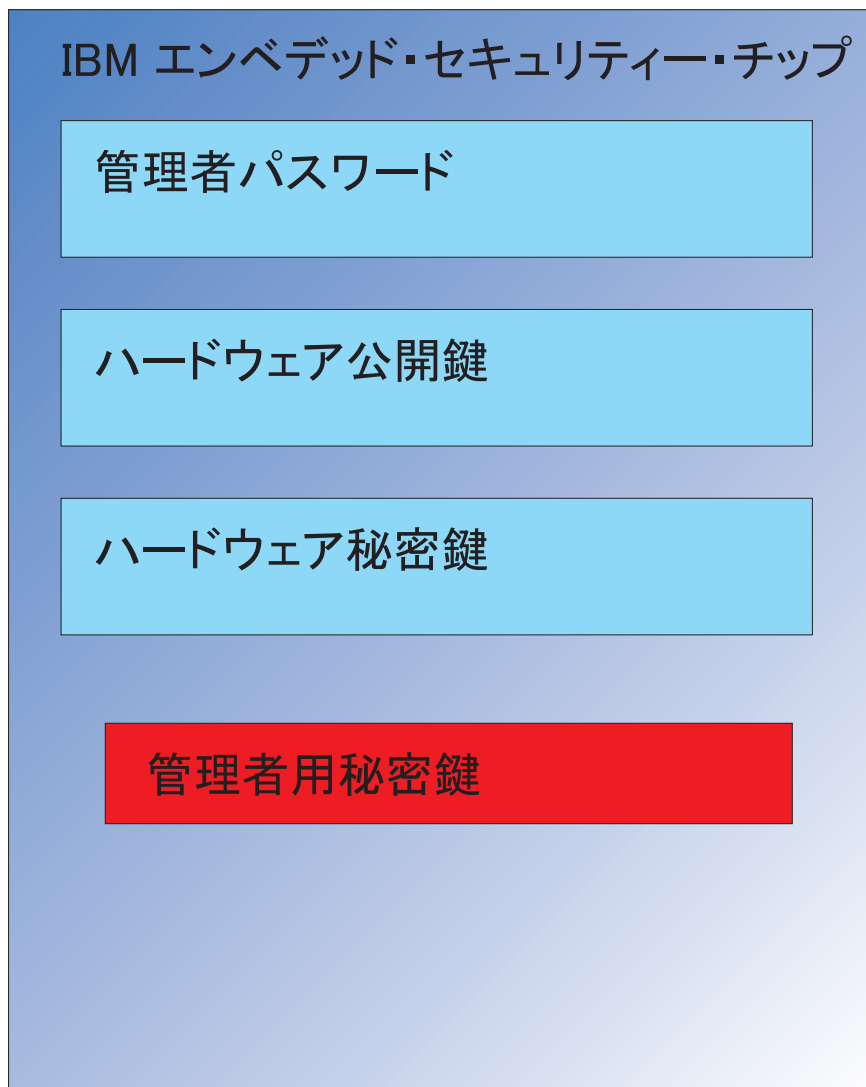 IBM エンベデッド・セキュリティー・チップ
管理者パスワード
ハードウェア公開鍵
ハードウェア秘密鍵
管理者用秘密鍵